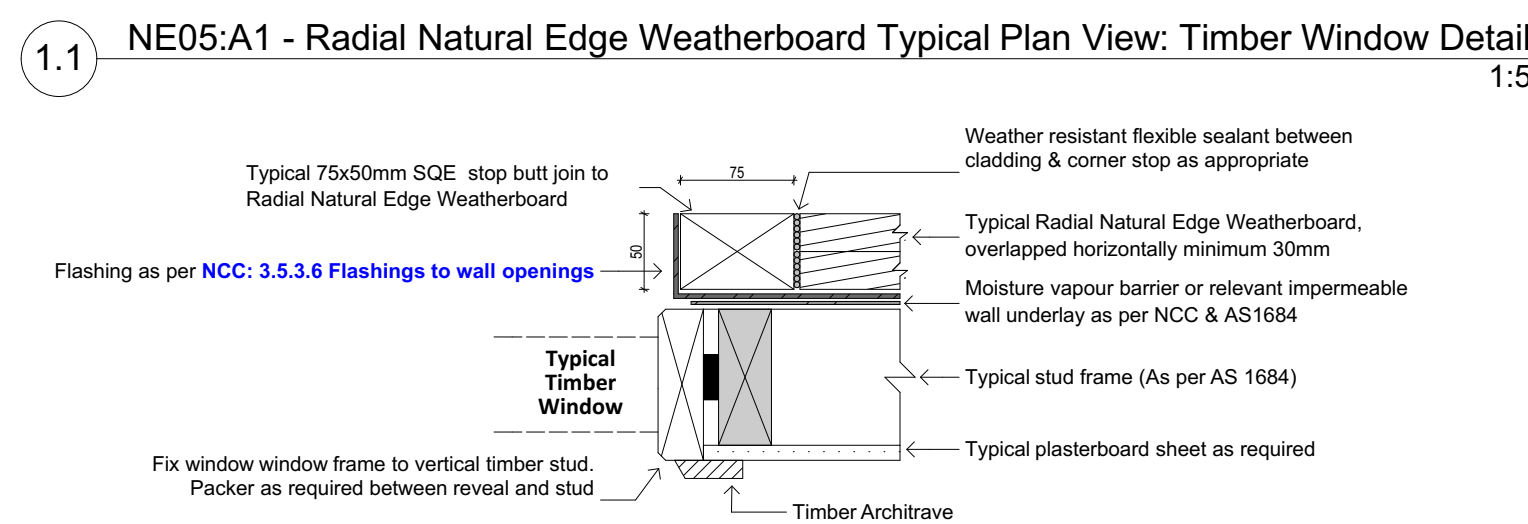 1.1
NE05:A1 - Radial Natural Edge Weatherboard Typical Plan View: Timber Window Detail
1:5
Weather resistant flexible sealant between
cladding & corner stop as appropriate
Typical 75x50mm SQE stop butt join to
Radial Natural Edge Weatherboard
75
50
Typical Radial Natural Edge Weatherboard,
overlapped horizontally minimum 30mm
Flashing as per NCC: 3.5.3.6 Flashings to wall openings
Moisture vapour barrier or relevant impermeable
wall underlay as per NCC & AS1684
Typical
Timber
Window
Typical stud frame (As per AS 1684)
Typical plasterboard sheet as required
Fix window window frame to vertical timber stud.
Packer as required between reveal and stud
Timber Architrave